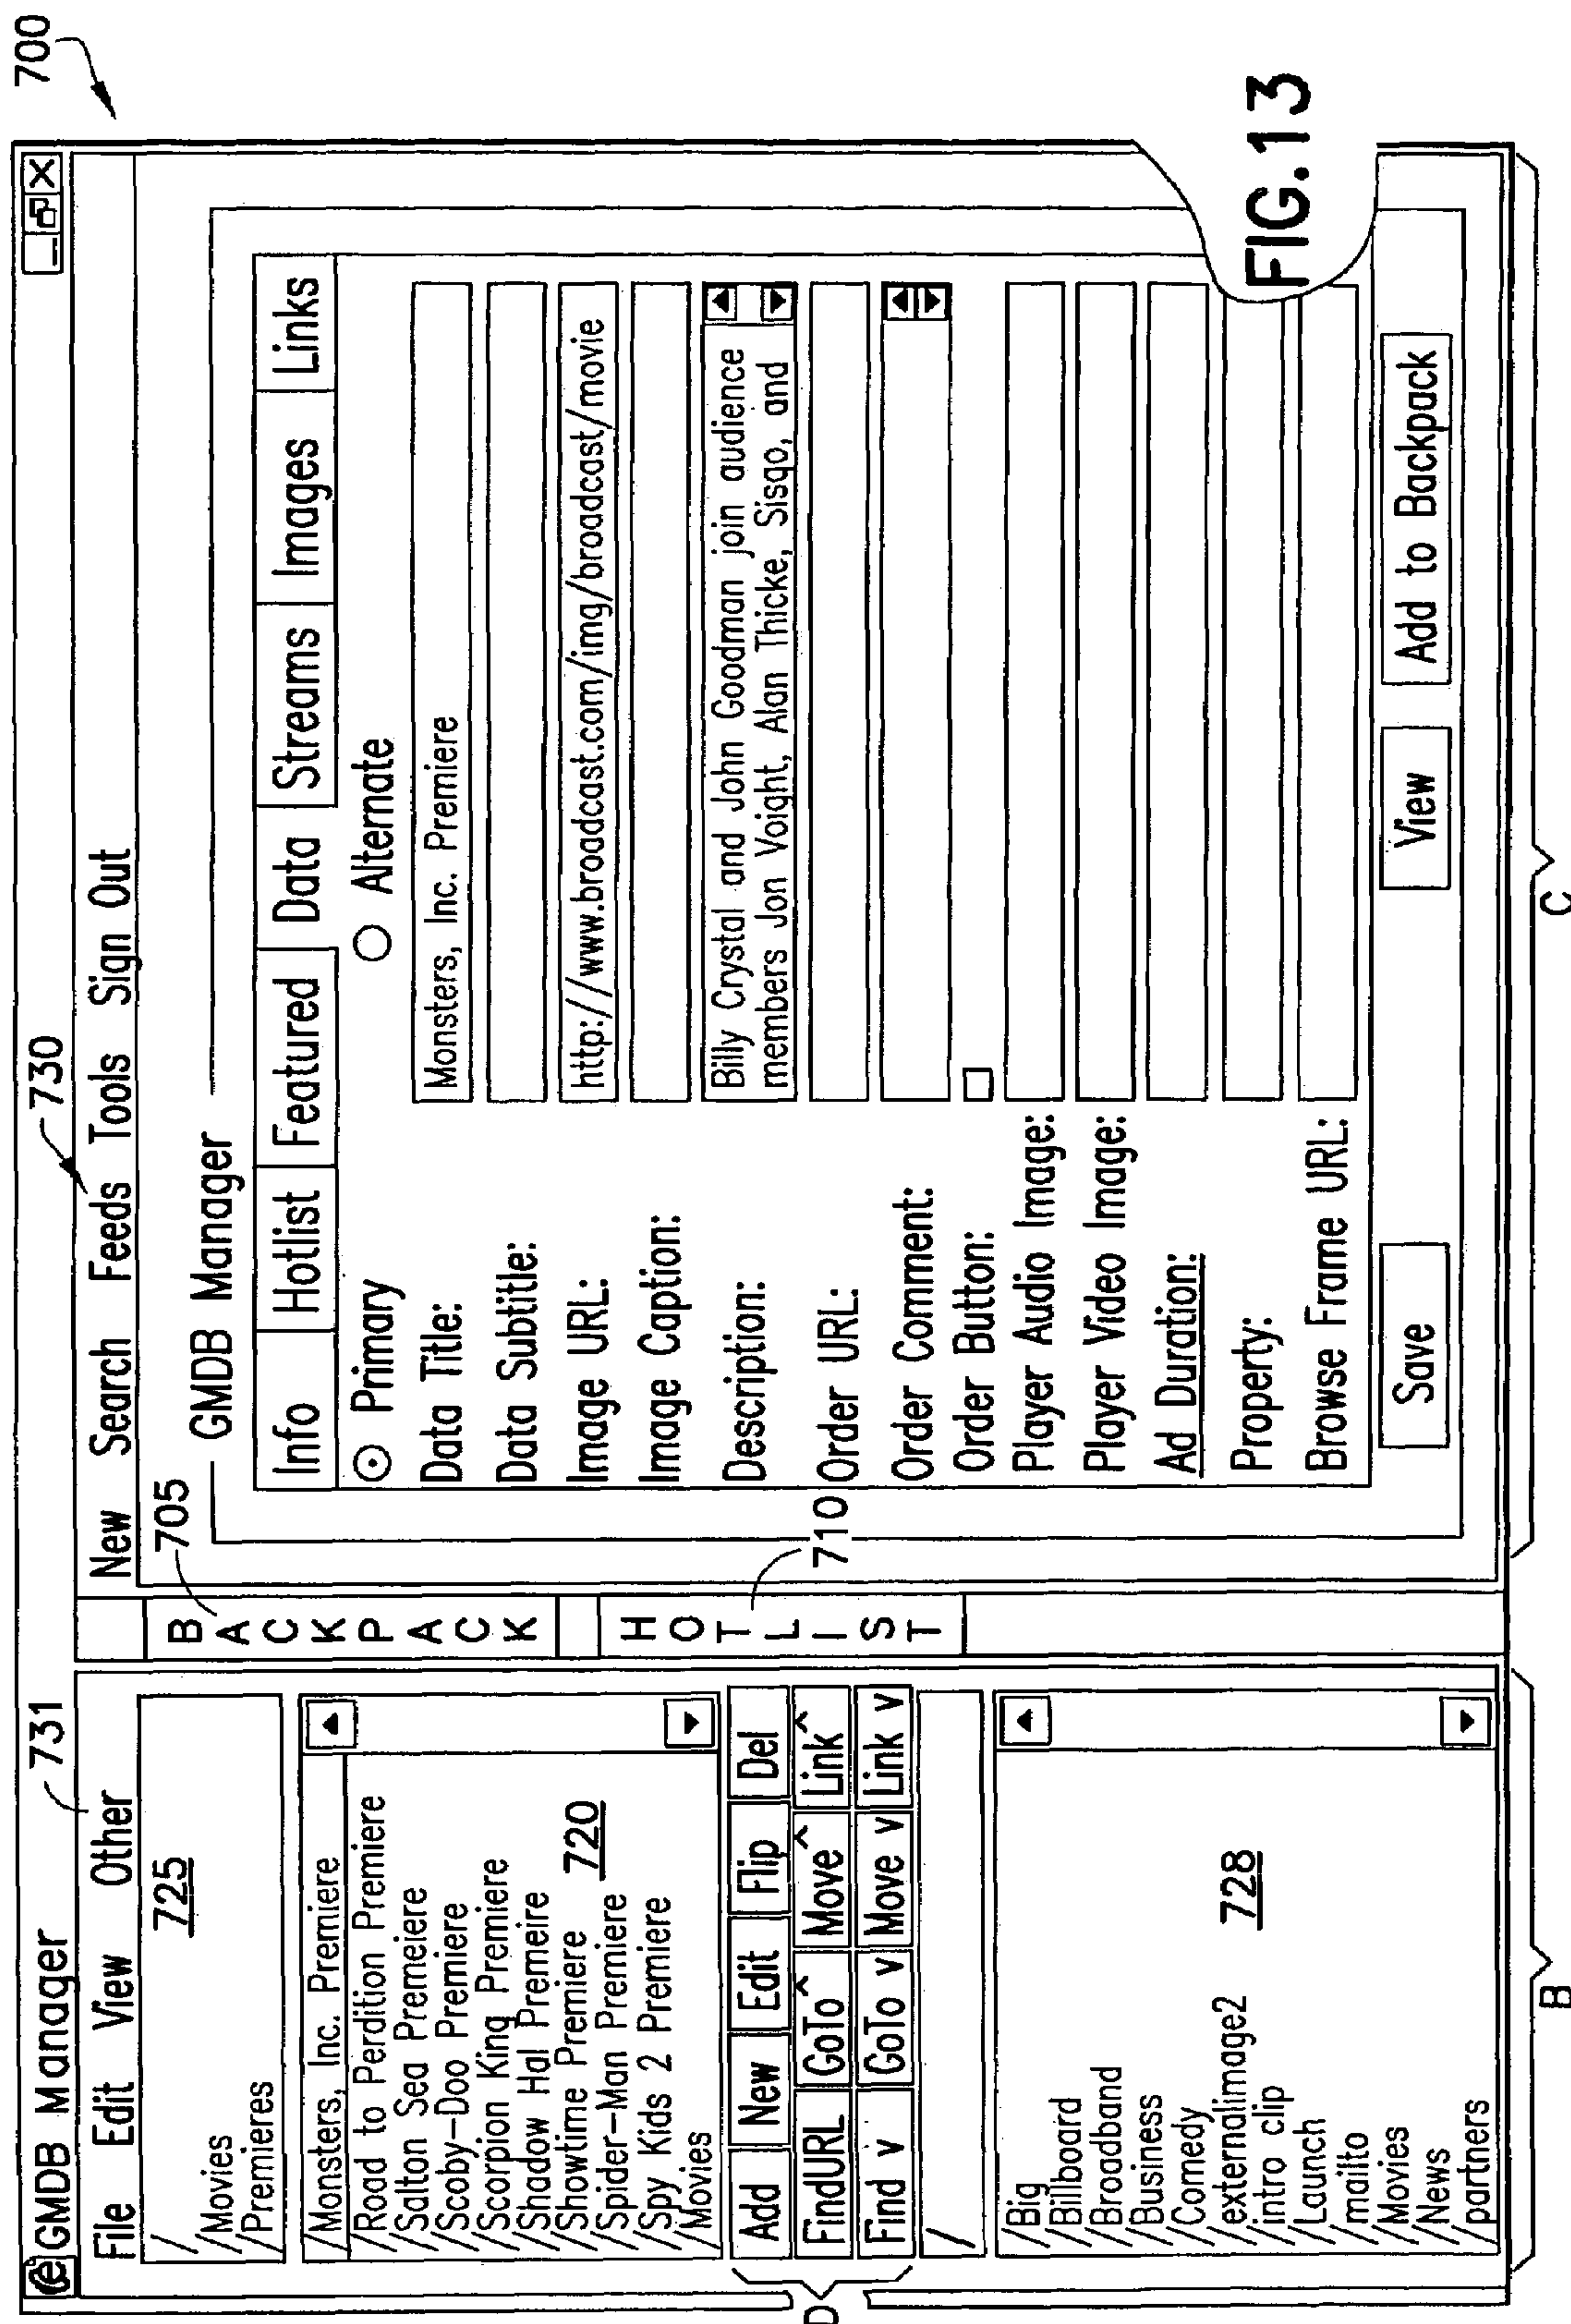 700
GMDB Manager
731
730
File Edit View Other
New Search Feeds Tools Sign Out
725
/
/Movies
/Premieres
/Monsters, Inc. Premiere
/Road to Perdition Premiere
/Salton Sea Premeiere
/Scoby-Doo Premiere
/Scorpion King Premiere
/Shadow Hal Premeire
/Showtime Premiere
720
/Spider-Man Premiere
/Spy Kids 2 Premiere
/Movies
Add New Edit Flip Del
FindURL GoTo^ Move^ Link^
Find v GoTo v Move v Link v
D
/
/Big
/Billboard
/Broadband
/Business
/Comedy
/externalimage2
/intro clip
/Launch
/mailto
/Movies
/News
/partners
728
B
BACKPACK
705
HOTLIST
710
GMDB Manager
Info Hotlist Featured Data Streams Images Links
Primary Alternate
Data Title: Monsters, Inc. Premiere
Data Subtitle:
Image URL: http://www.broadcast.com/img/broadcast/movie
Image Caption:
Description: Billy Crystal and John Goodman join audience
members Jon Voight, Alan Thicke, Sisqo, and
Order URL:
Order Comment:
Order Button:
Player Audio Image:
Player Video Image:
Ad Duration:
Property:
Browse Frame URL:
Save View Add to Backpack
C
FIG.13